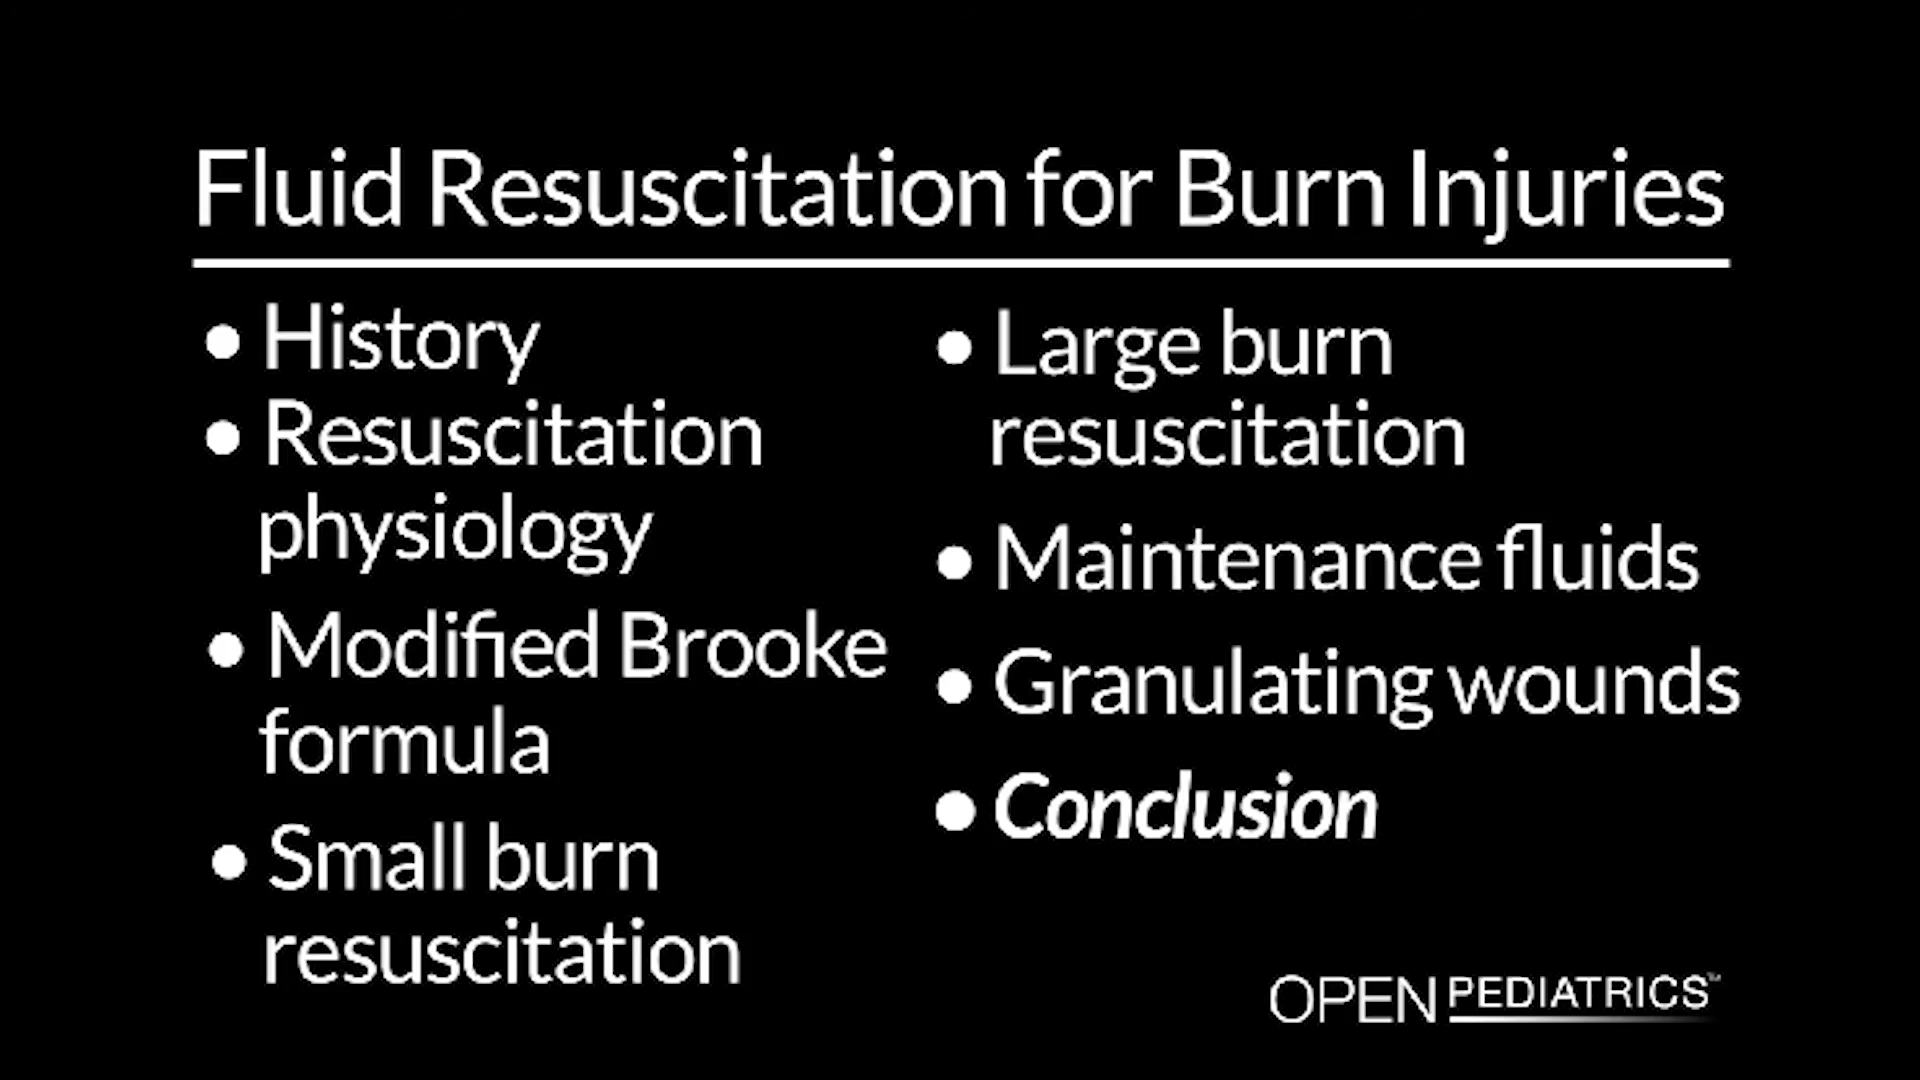 Fluid Resuscitation for Burn Injuries
• History
• Resuscitation
physiology
• Modified Brooke
formula
• Small burn
resuscitation
• Large burn
resuscitation
• Maintenance fluids
• Granulating wounds
• Conclusion
OPEN PEDIATRICS™